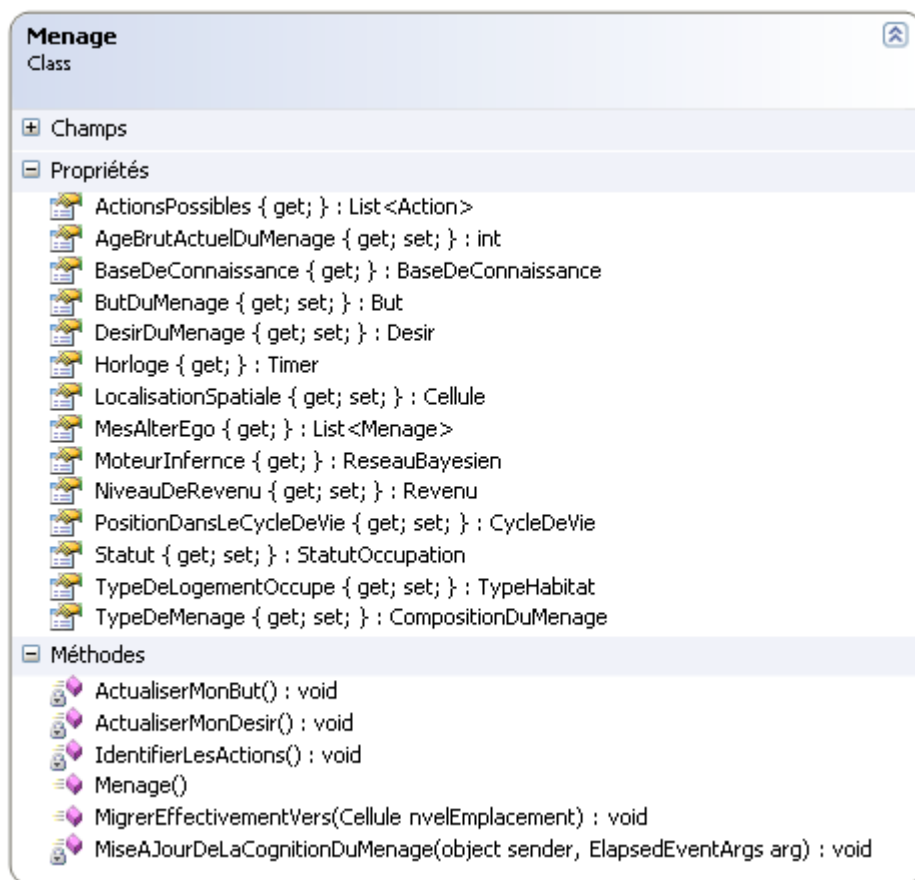 Menage
Class
Champs
Propriétés
ActionsPossibles { get; } : List<Action>
AgeBrutActuelDuMenage { get; set; } : int
BaseDeConnaissance { get; } : BaseDeConnaissance
ButDuMenage { get; set; } : But
DesirDuMenage { get; set; } : Desir
Horloge { get; } : Timer
LocalisationSpatiale { get; set; } : Cellule
MesAlterEgo { get; } : List<Menage>
MoteurInfernce { get; } : ReseauBayesien
NiveauDeRevenu { get; set; } : Revenu
PositionDansLeCycleDeVie { get; set; } : CycleDeVie
Statut { get; set; } : StatutOccupation
TypeDeLogementOccupe { get; set; } : TypeHabitat
TypeDeMenage { get; set; } : CompositionDuMenage
Méthodes
ActualiserMonBut() : void
ActualiserMonDesir() : void
IdentifierLesActions() : void
Menage()
MigrerEffectivementVers(Cellule nvelEmplacement) : void
MiseAJourDeLaCognitionDuMenage(object sender, ElapsedEventArgs arg) : void